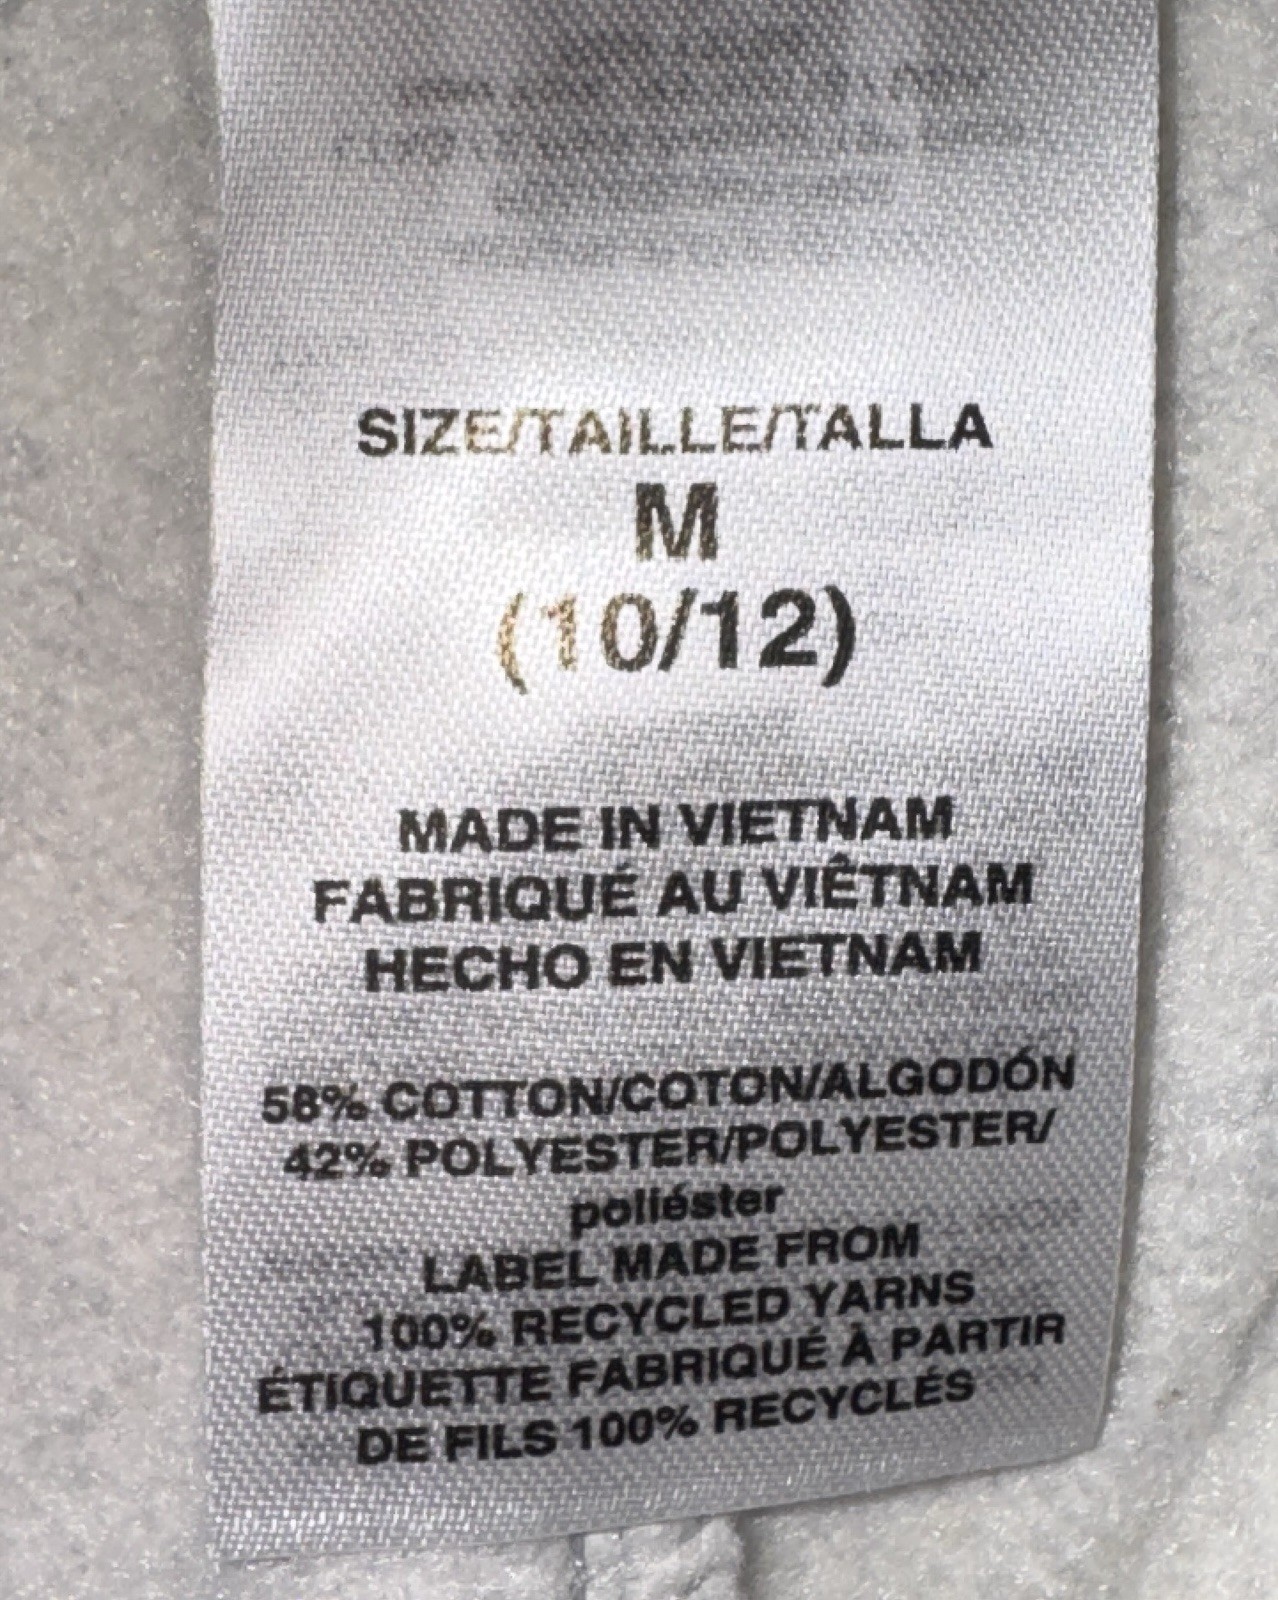 SIZE/TAILLE/TALLA
M
(10/12)
MADE IN VIETNAM
FABRIQUÉ AU VIÊTNAM
HECHO EN VIETNAM
58% COTTON/COTON/ALGODÓN
42% POLYESTER/POLYESTER/
poliéster
LABEL MADE FROM
100% RECYCLED YARNS
ÉTIQUETTE FABRIQUÉ À PARTIR
DE FILS 100% RECYCLÉS